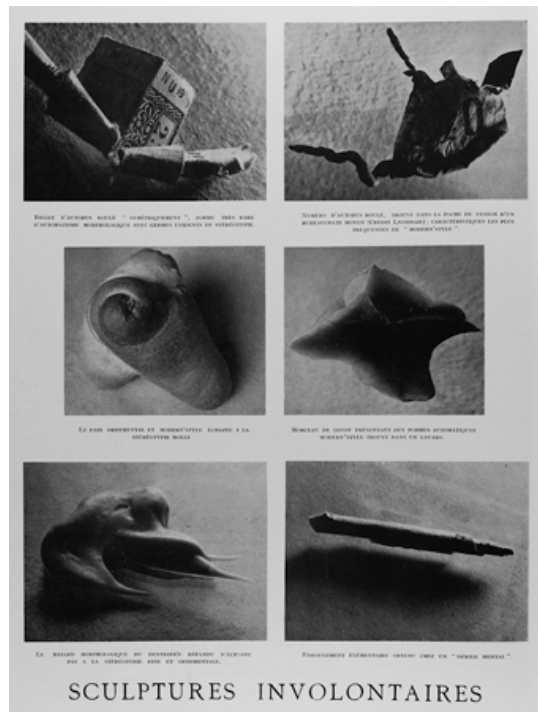 NU
BILLET D'AUTOBUS ROULÉ " SYMÉTRIQUEMENT ", FORME TRÈS RARE
D'AUTOMATISME MORPHOLOGIQUE AVEC GERMES ÉVIDENTS DE STÉRÉOTYPIE.
NUMÉRO D'AUTOBUS ROULÉ, TROUVÉ DANS LA POCHE DE VESTON D'UN
BUREAUCRATE MOYEN (CRÉDIT LYONNAIS) ; CARACTÉRISTIQUES LES PLUS
FRÉQUENTES DE " MODERN'STYLE ".
LE PAIN ORNEMENTAL ET MODERN'STYLE ÉCHAPPE A LA
STÉRÉOTYPIE MOLLE
MORCEAU DE SAVON PRÉSENTANT DES FORMES AUTOMATIQUES
MODERN'STYLE TROUVÉ DANS UN LAVABO.
LE HASARD MORPHOLOGIQUE DU DENTIFRICE RÉPANDU N'ÉCHAPPE
PAS A LA STÉRÉOTYPIE FINE ET ORNEMENTALE.
ENROULEMENT ÉLÉMENTAIRE OBTENU CHEZ UN " DÉBILE MENTAL ".
SCULPTURES INVOLONTAIRES